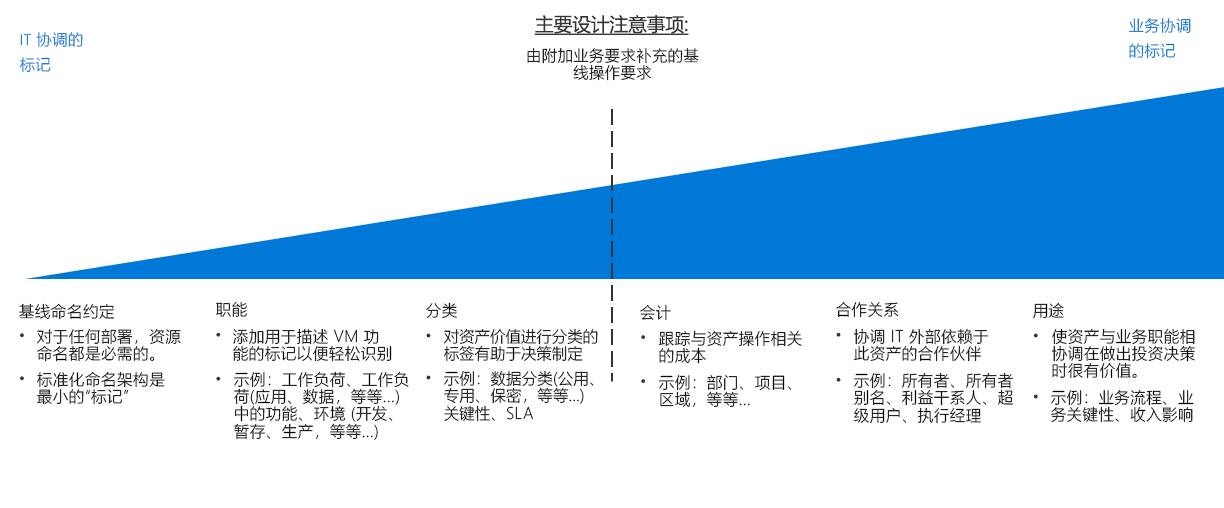 IT 协调的
标记
主要设计注意事项:
由附加业务要求补充的基
线操作要求
业务协调
的标记
基线命名约定
• 对于任何部署，资源
命名都是必需的。
• 标准化命名架构是
最小的“标记”
职能
• 添加用于描述 VM 功
能的标记以便轻松识别
• 示例：工作负荷、工作负
荷(应用、数据，等等...)
中的功能、环境 (开发、
暂存、生产，等等...)
分类
• 对资产价值进行分类的
标签有助于决策制定
• 示例：数据分类(公用、
专用、保密，等等...)
关键性、SLA
会计
• 跟踪与资产操作相关
的成本
• 示例：部门、项目、
区域，等等...
合作关系
• 协调 IT 外部依赖于
此资产的合作伙伴
• 示例：所有者、所有者
别名、利益干系人、超
级用户、执行经理
用途
• 使资产与业务职能相
协调在做出投资决策
时很有价值。
• 示例：业务流程、业
务关键性、收入影响